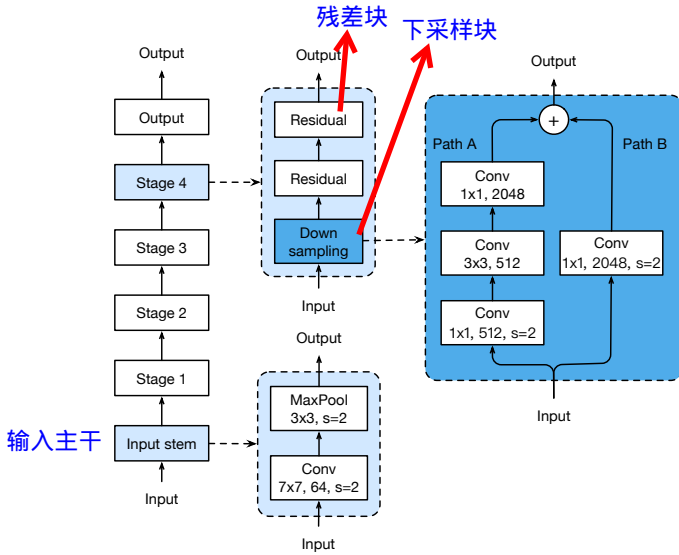 残差块
下采样块
Output
Output
Output
Output
Stage 4
Stage 3
Stage 2
Stage 1
输入主干
Input stem
Input
Residual
Residual
Down
sampling
Input
Output
MaxPool
3x3, s=2
Conv
7x7, 64, s=2
Input
Path A
Path B
+
Conv
1x1, 2048
Conv
3x3, 512
Conv
1x1, 512, s=2
Conv
1x1, 2048, s=2
Input